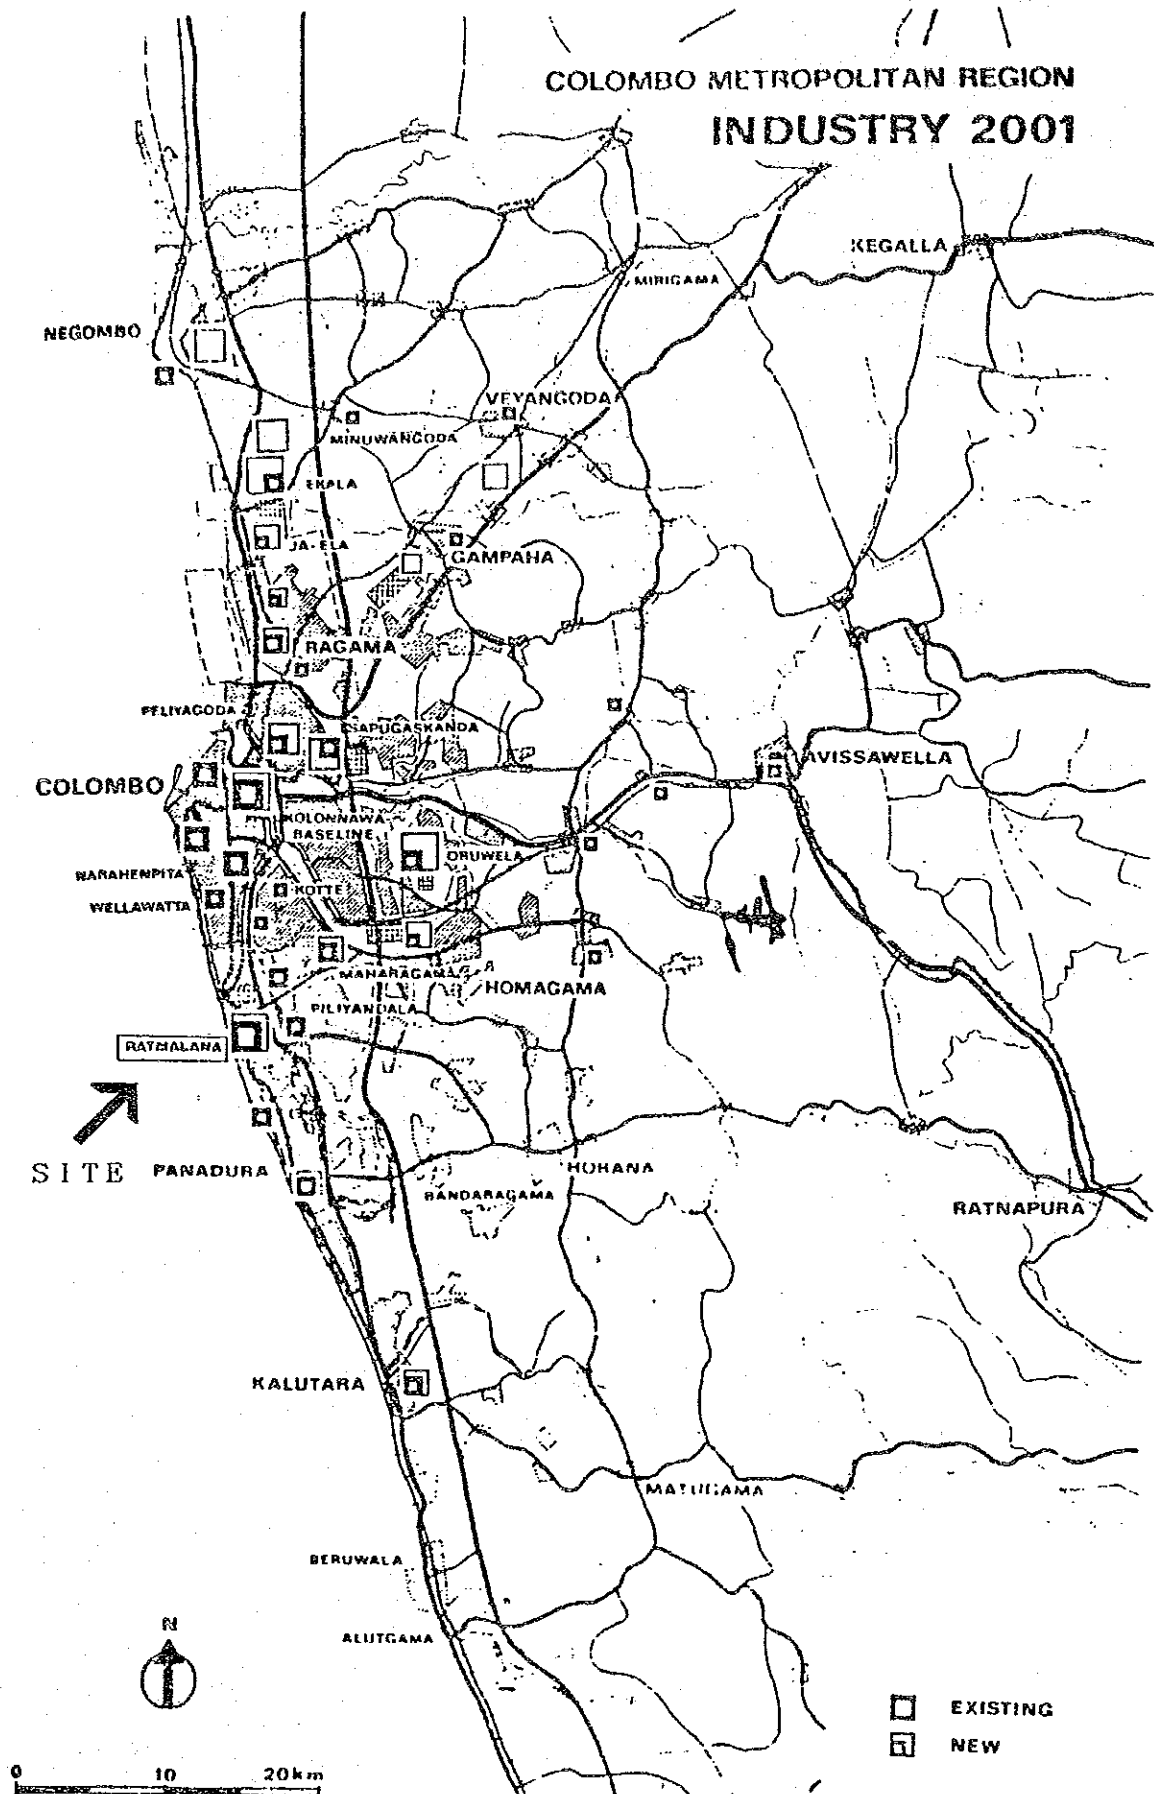 COLOMBO METROPOLITAN REGION
INDUSTRY 2001
KEGALLA
MIRIGAMA
NEGOMBO
VEYANGODA
MINUWANGODA
EKALA
JA-ELA
GAMPAHA
RAGAMA
PELIYAGODA
SAPUGASKANDA
AVISSAWELLA
COLOMBO
KOLONNAWA
BASELINE
ORUWELA
NARAHENPITA
KOTTE
WELLAWATTA
MAHARAGAMA
HOMAGAMA
PILIYANDALA
RATMALANA
SITE
PANADURA
HORANA
BANDARAGAMA
RATNAPURA
KALUTARA
MATUGAMA
BERUWALA
ALUTGAMA
N
EXISTING
NEW
0 10 20km